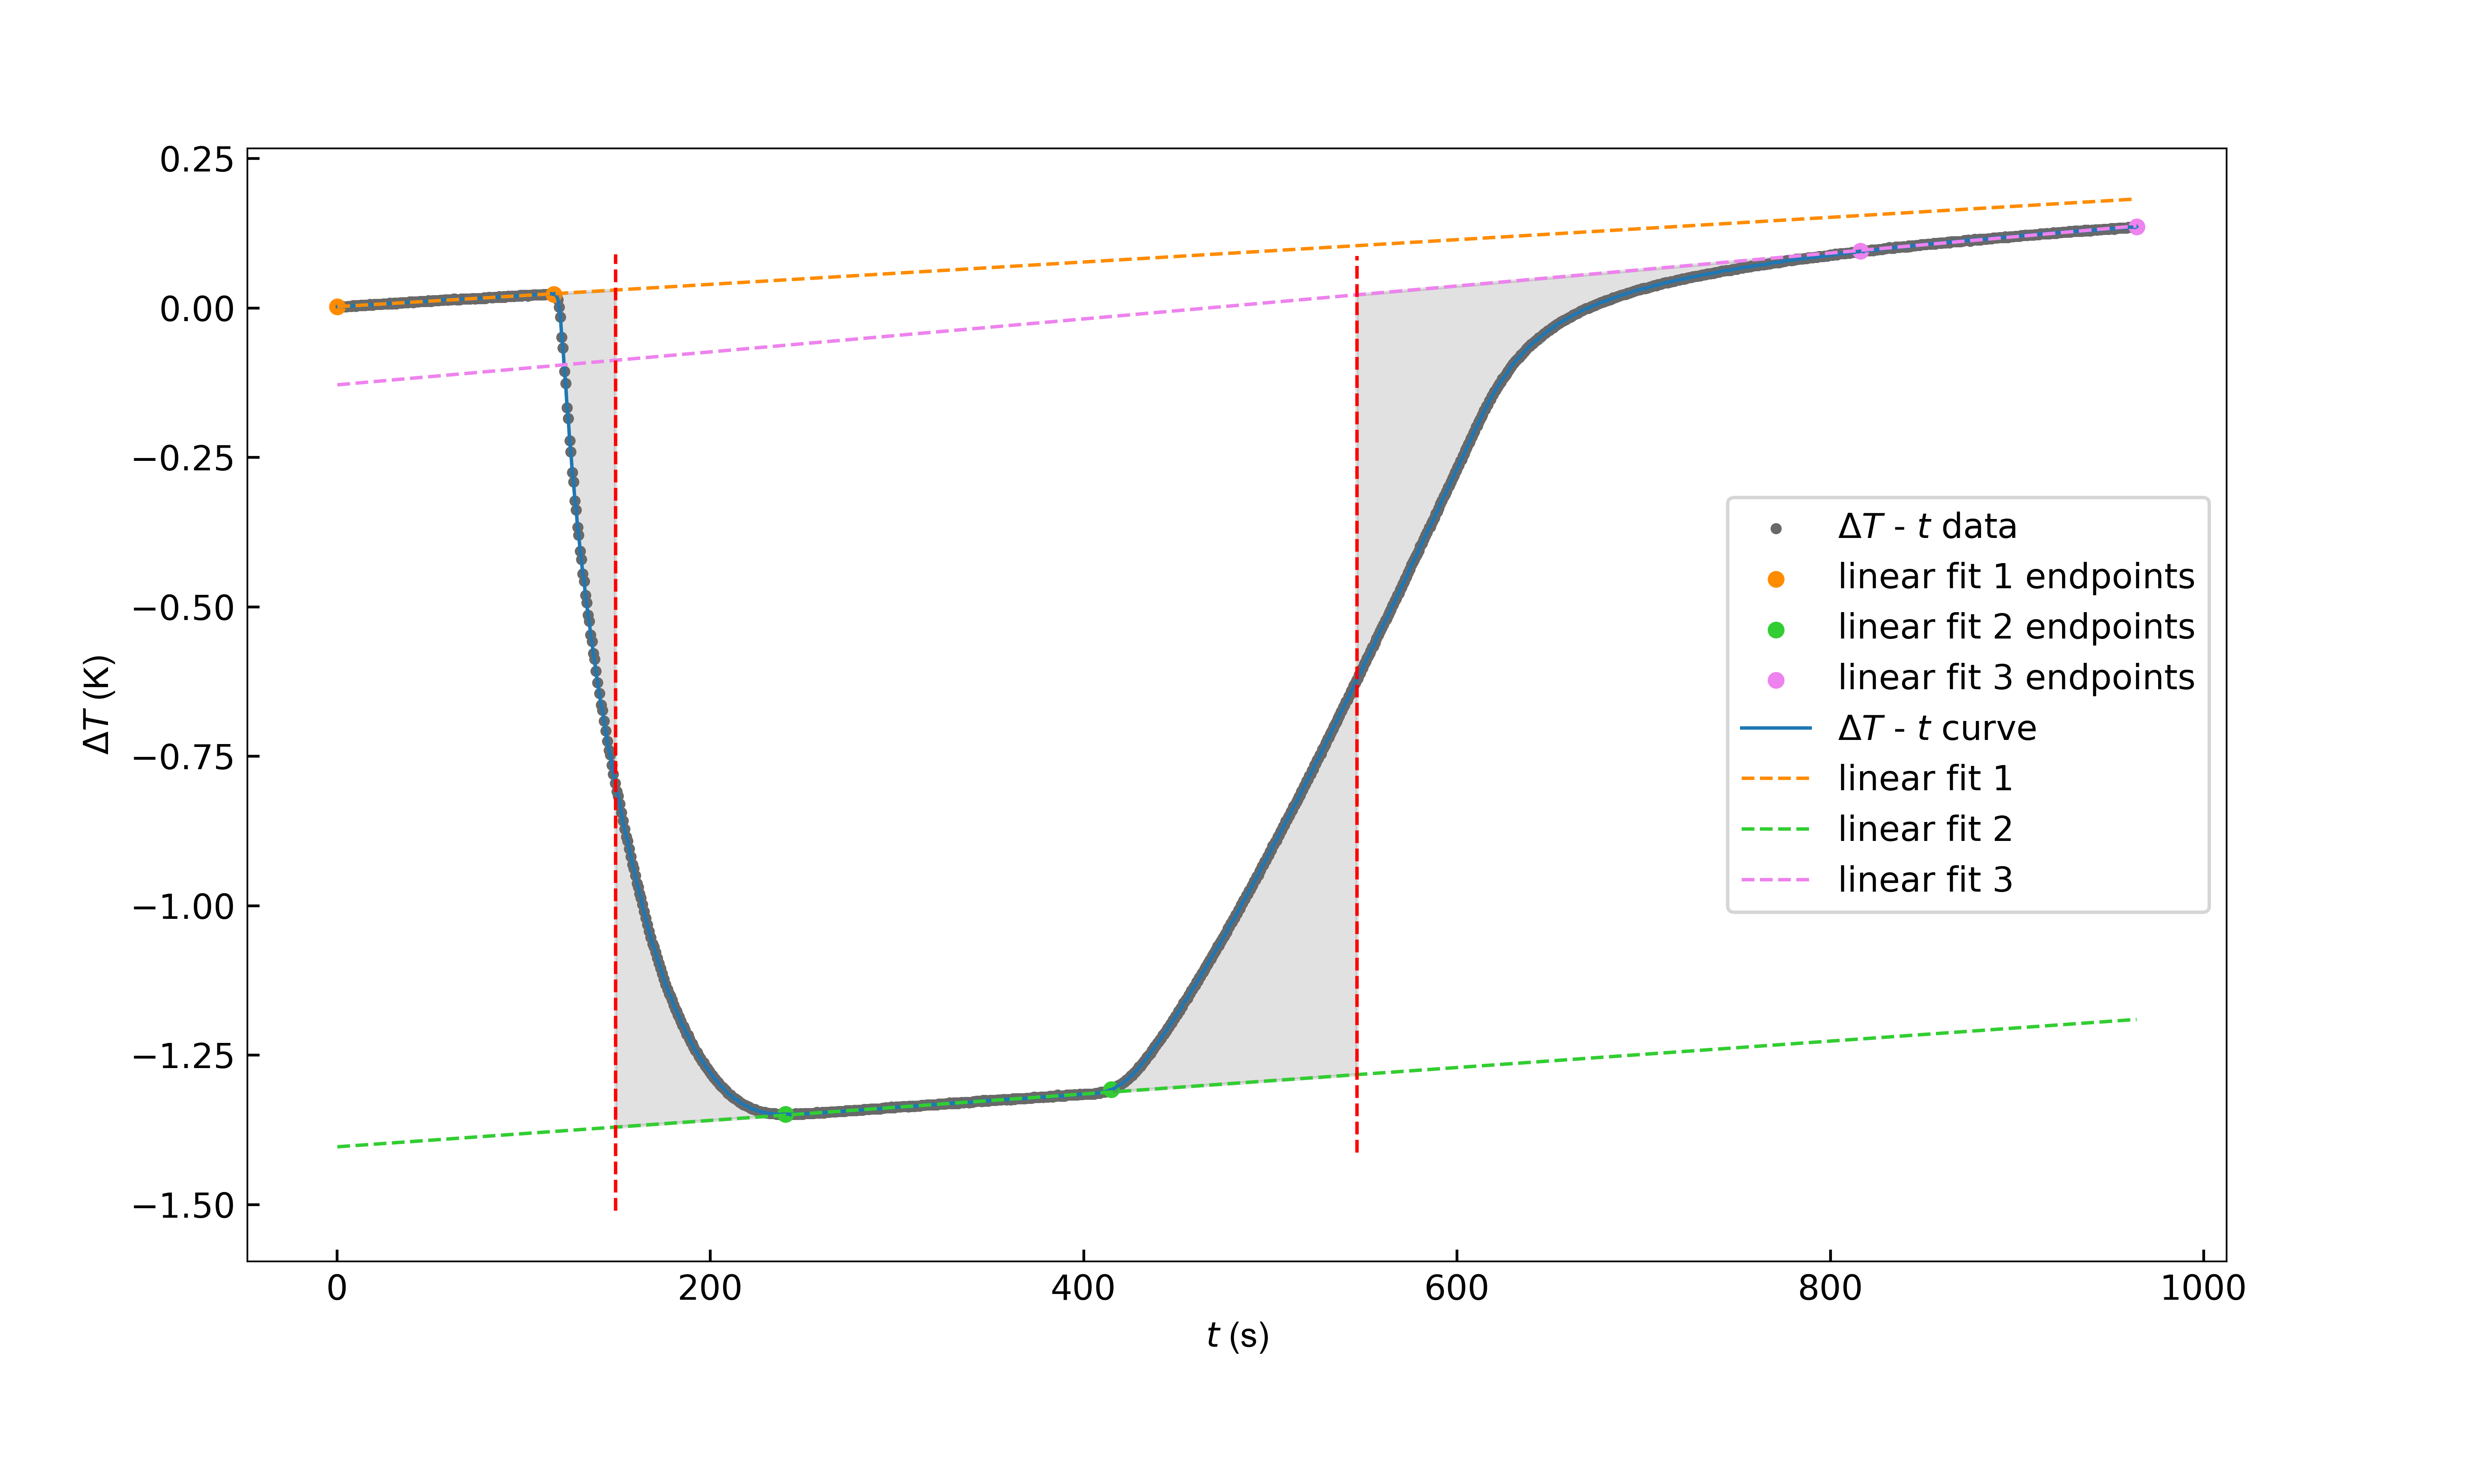 0.25
0.00
−0.25
−0.50
−0.75
−1.00
−1.25
−1.50
ΔT (K)
0
200
400
600
800
1000
t (s)
ΔT - t data
linear fit 1 endpoints
linear fit 2 endpoints
linear fit 3 endpoints
ΔT - t curve
linear fit 1
linear fit 2
linear fit 3